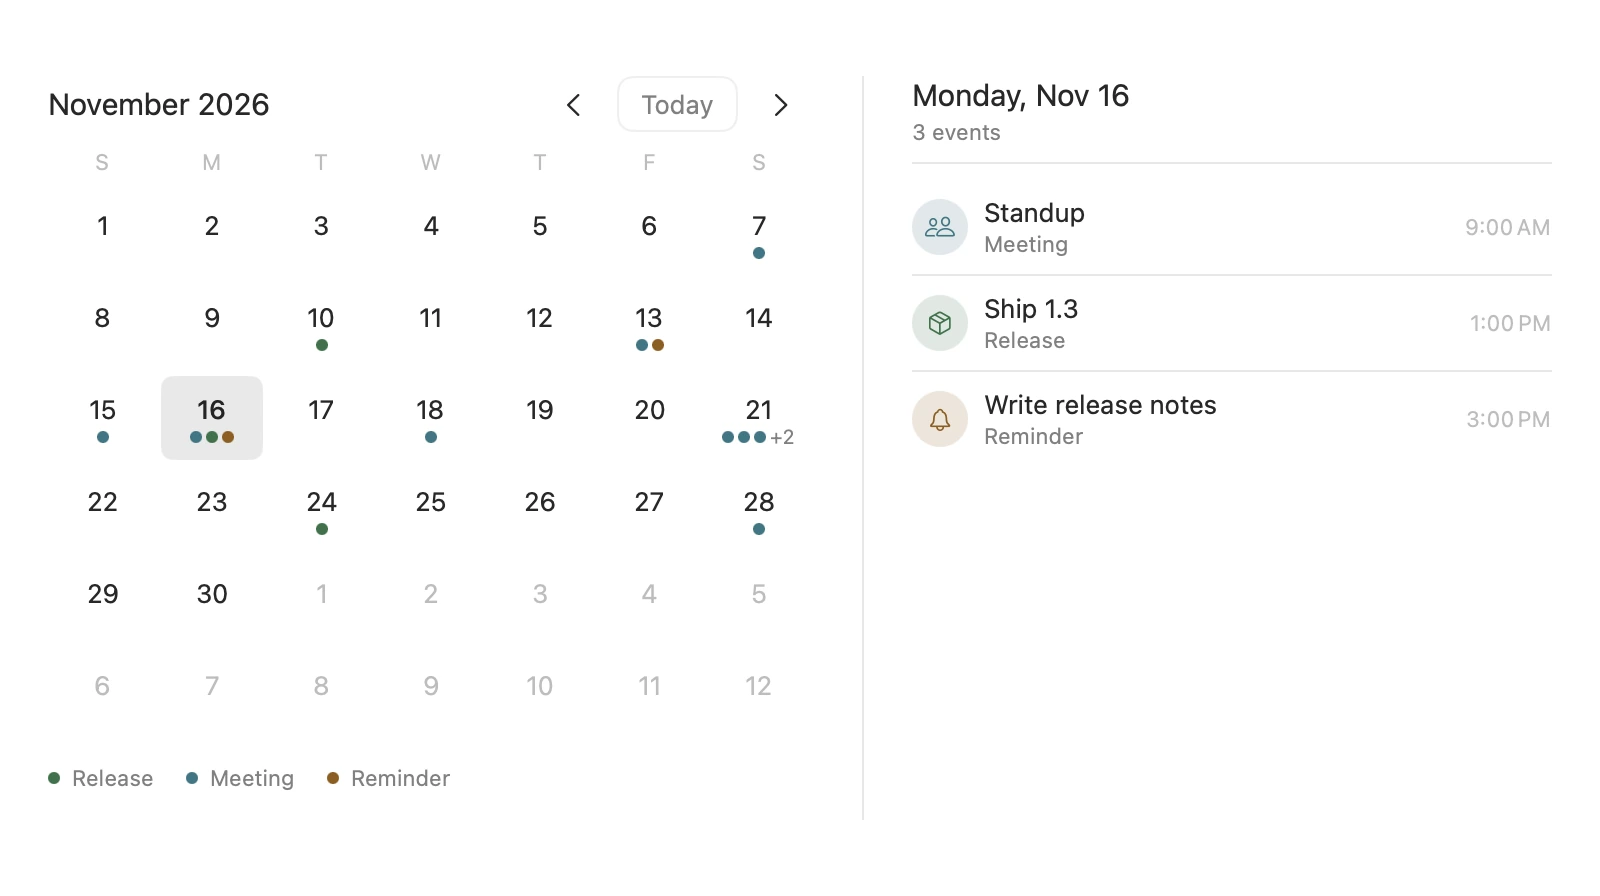 November 2026
Today
S M T W T F S
1 2 3 4 5 6 7
8 9 10 11 12 13 14
15 16 17 18 19 20 21
+2
22 23 24 25 26 27 28
29 30 1 2 3 4 5
6 7 8 9 10 11 12
Release Meeting Reminder
Monday, Nov 16
3 events
Standup
Meeting
9:00 AM
Ship 1.3
Release
1:00 PM
Write release notes
Reminder
3:00 PM